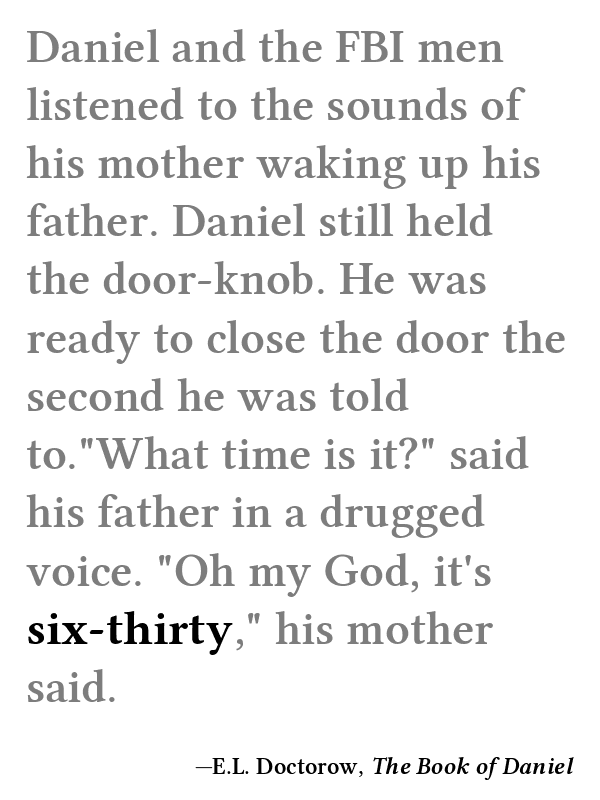 Daniel and the FBI men
listened to the sounds of
his mother waking up his
father. Daniel still held
the door-knob. He was
ready to close the door the
second he was told
to."What time is it?" said
his father in a drugged
voice. "Oh my God, it's
six-thirty," his mother
said.
—E.L. Doctorow, The Book of Daniel